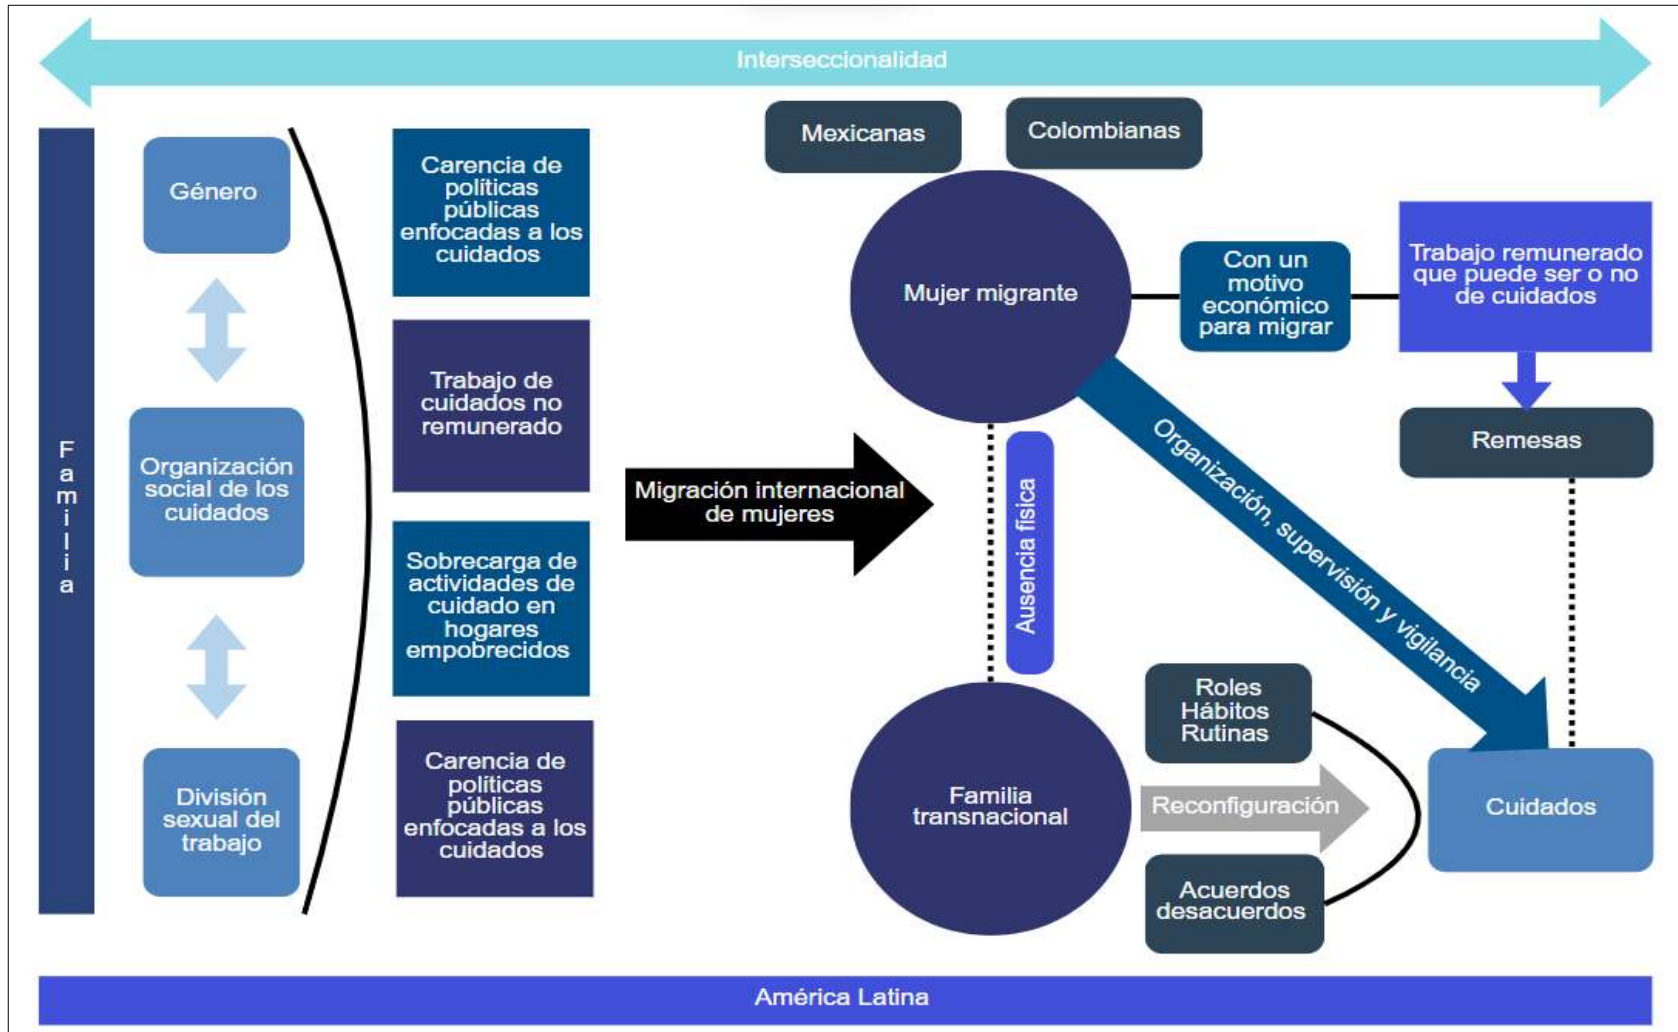 Interseccionalidad
Mexicanas
Colombianas
Familia
Género
Organización
social de los
cuidados
División
sexual del
trabajo
Carencia de
políticas
públicas
enfocadas a los
cuidados
Trabajo de
cuidados no
remunerado
Sobrecarga de
actividades de
cuidado en
hogares
empobrecidos
Carencia de
políticas
públicas
enfocadas a los
cuidados
Migración internacional
de mujeres
Mujer migrante
Con un
motivo
económico
para migrar
Trabajo remunerado
que puede ser o no
de cuidados
Remesas
Ausencia física
Organización, supervisión y vigilancia
Familia
transnacional
Roles
Hábitos
Rutinas
Reconfiguración
Acuerdos
desacuerdos
Cuidados
América Latina